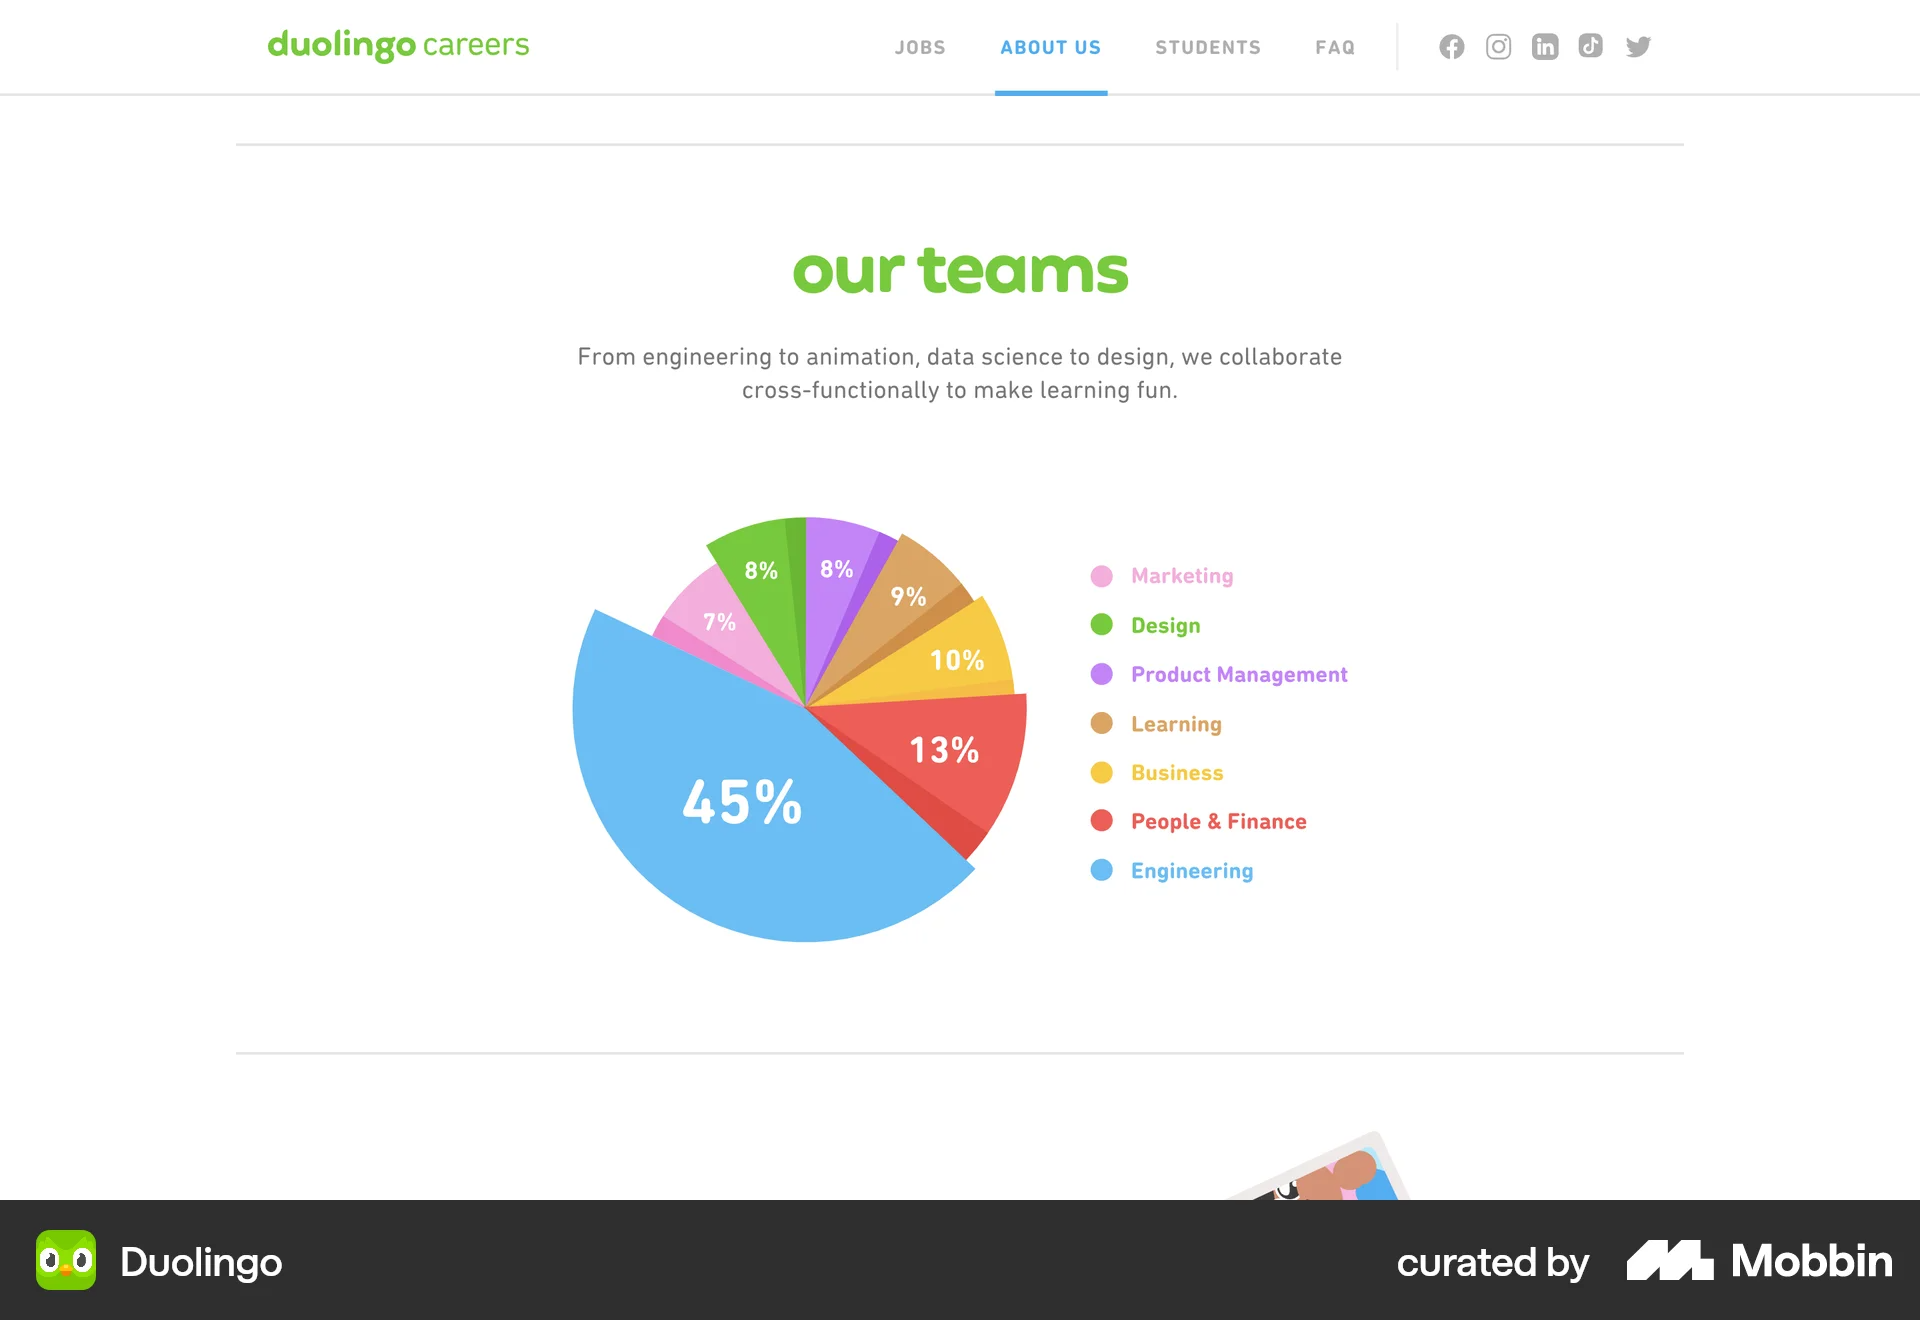 duolingo careers
JOBS
ABOUT US
STUDENTS
FAQ
our teams
From engineering to animation, data science to design, we collaborate
cross-functionally to make learning fun.
8%
8%
9%
7%
10%
13%
45%
Marketing
Design
Product Management
Learning
Business
People & Finance
Engineering
Duolingo
curated by
Mobbin